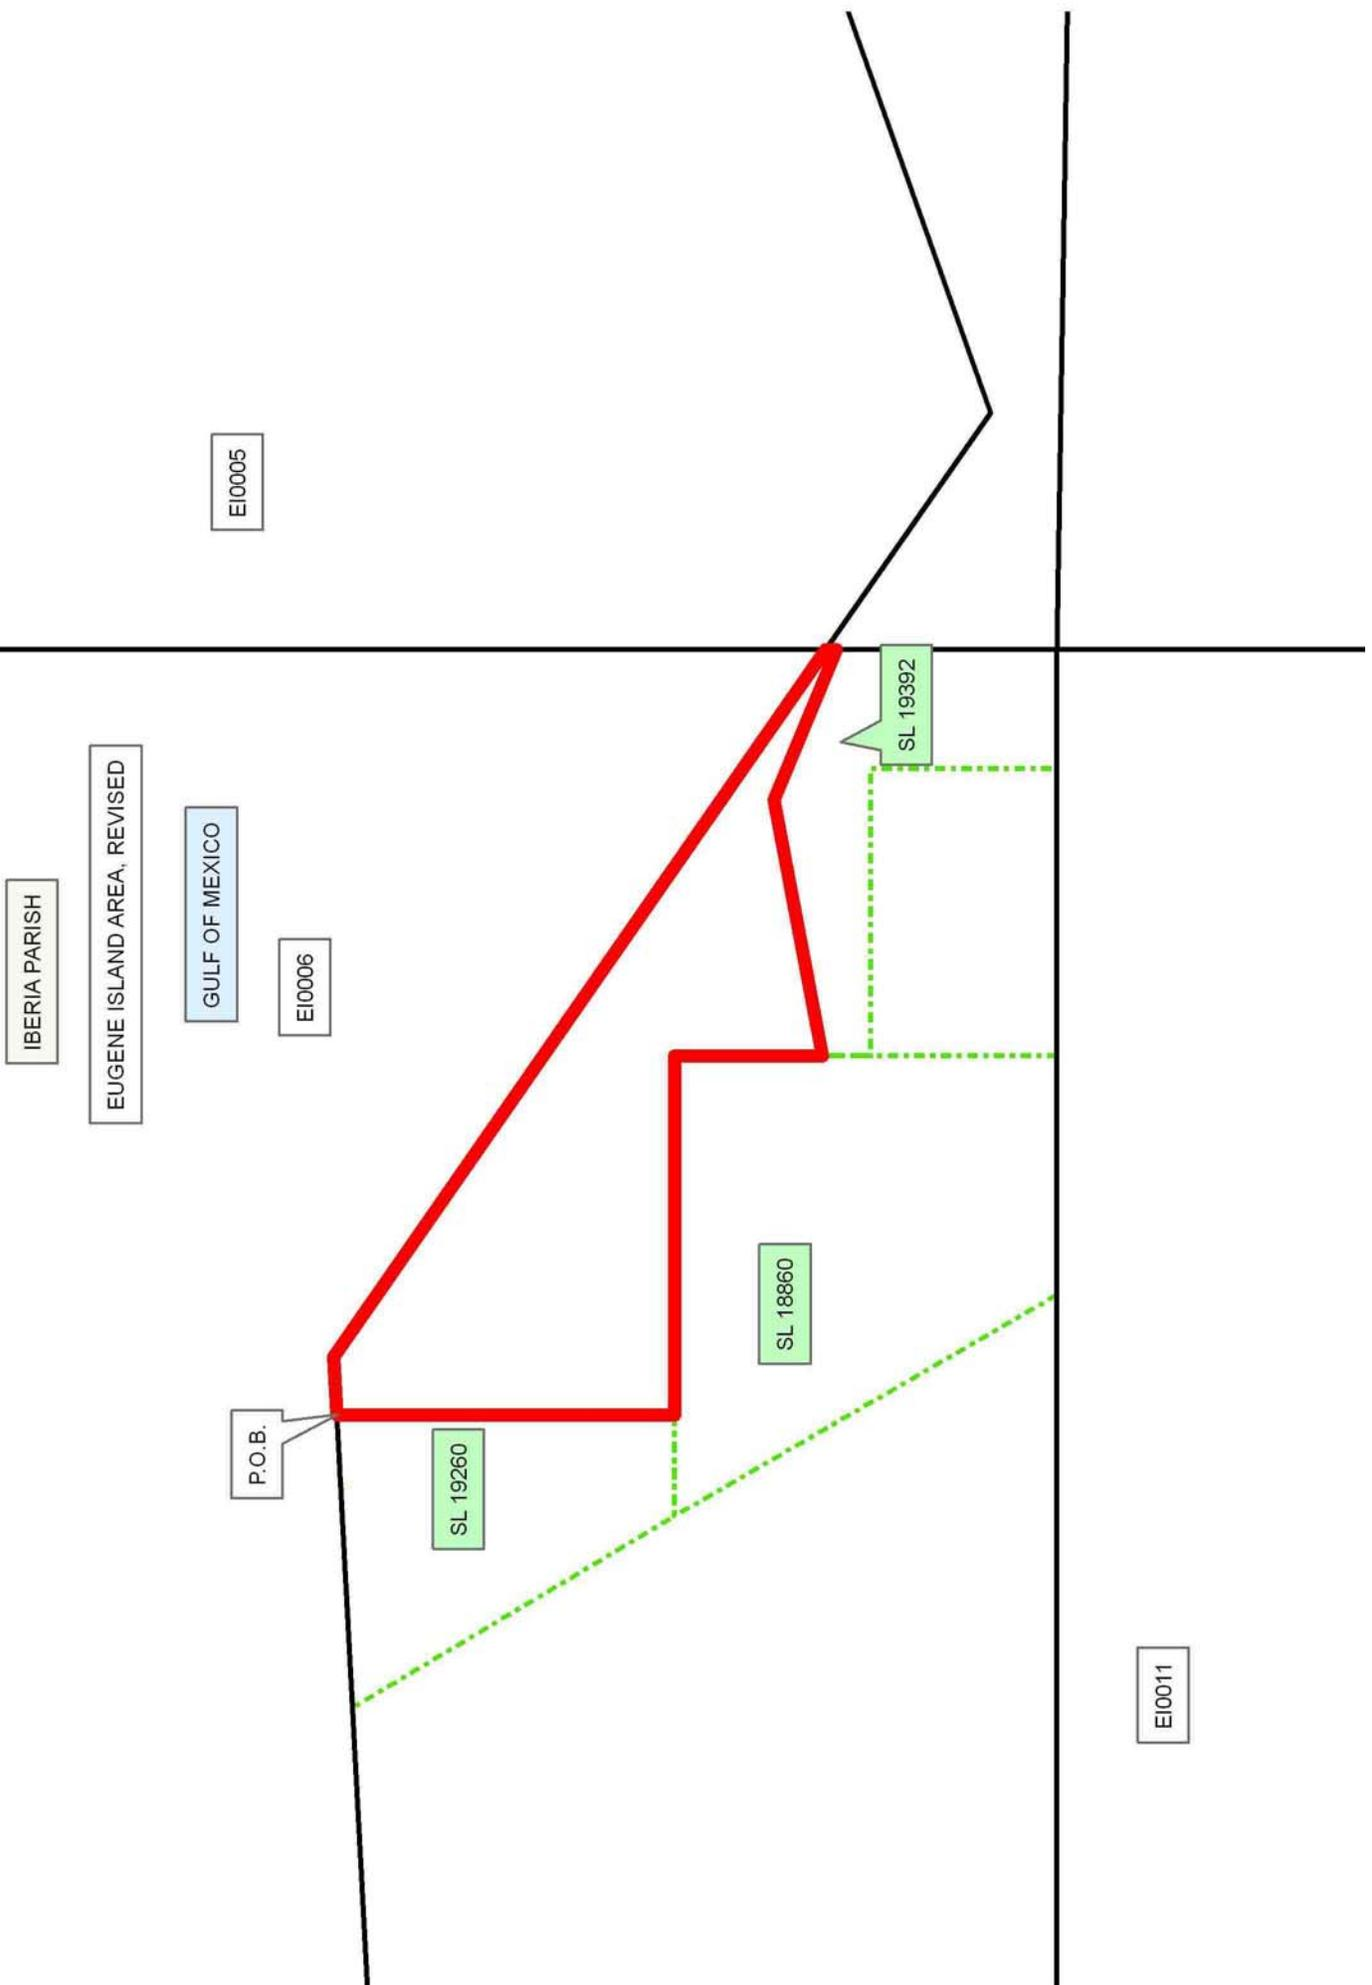 IBERIA PARISH
EUGENE ISLAND AREA, REVISED
GULF OF MEXICO
EI0006
EI0005
P.O.B.
SL 19260
SL 18860
SL 19392
EI0011